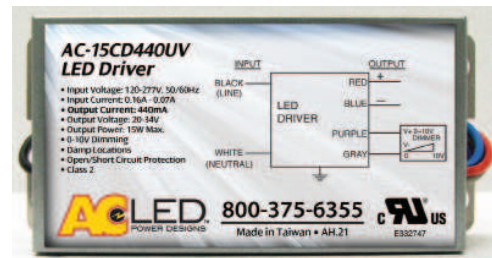 AC-15CD440UV
LED Driver
• Input Voltage: 120-277V, 50/60Hz
• Input Current: 0.16A - 0.07A
• Output Current: 440mA
• Output Voltage: 20-34V
• Output Power: 15W Max.
• 0-10V Dimming
• Damp Locations
• Open/Short Circuit Protection
• Class 2
INPUT
OUTPUT
BLACK
(LINE)
WHITE
(NEUTRAL)
LED
DRIVER
RED
+
BLUE
−
PURPLE
GRAY
V+ 0-10V
DIMMER
V-
0 10V
ACLED
POWER DESIGNS
800-375-6355
Made in Taiwan • AH.21
c RU US
E332747